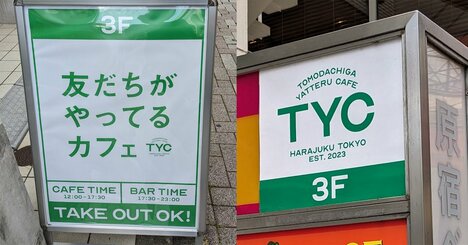 3F
友だちが
やってる
カフェ TYC
CAFE TIME
12:00-17:30
BAR TIME
17:30-23:00
TAKE OUT OK!
TOMODACHIGA
YATTERU CAFE
TYC
HARAJUKU TOKYO
EST. 2023
3F
原宿